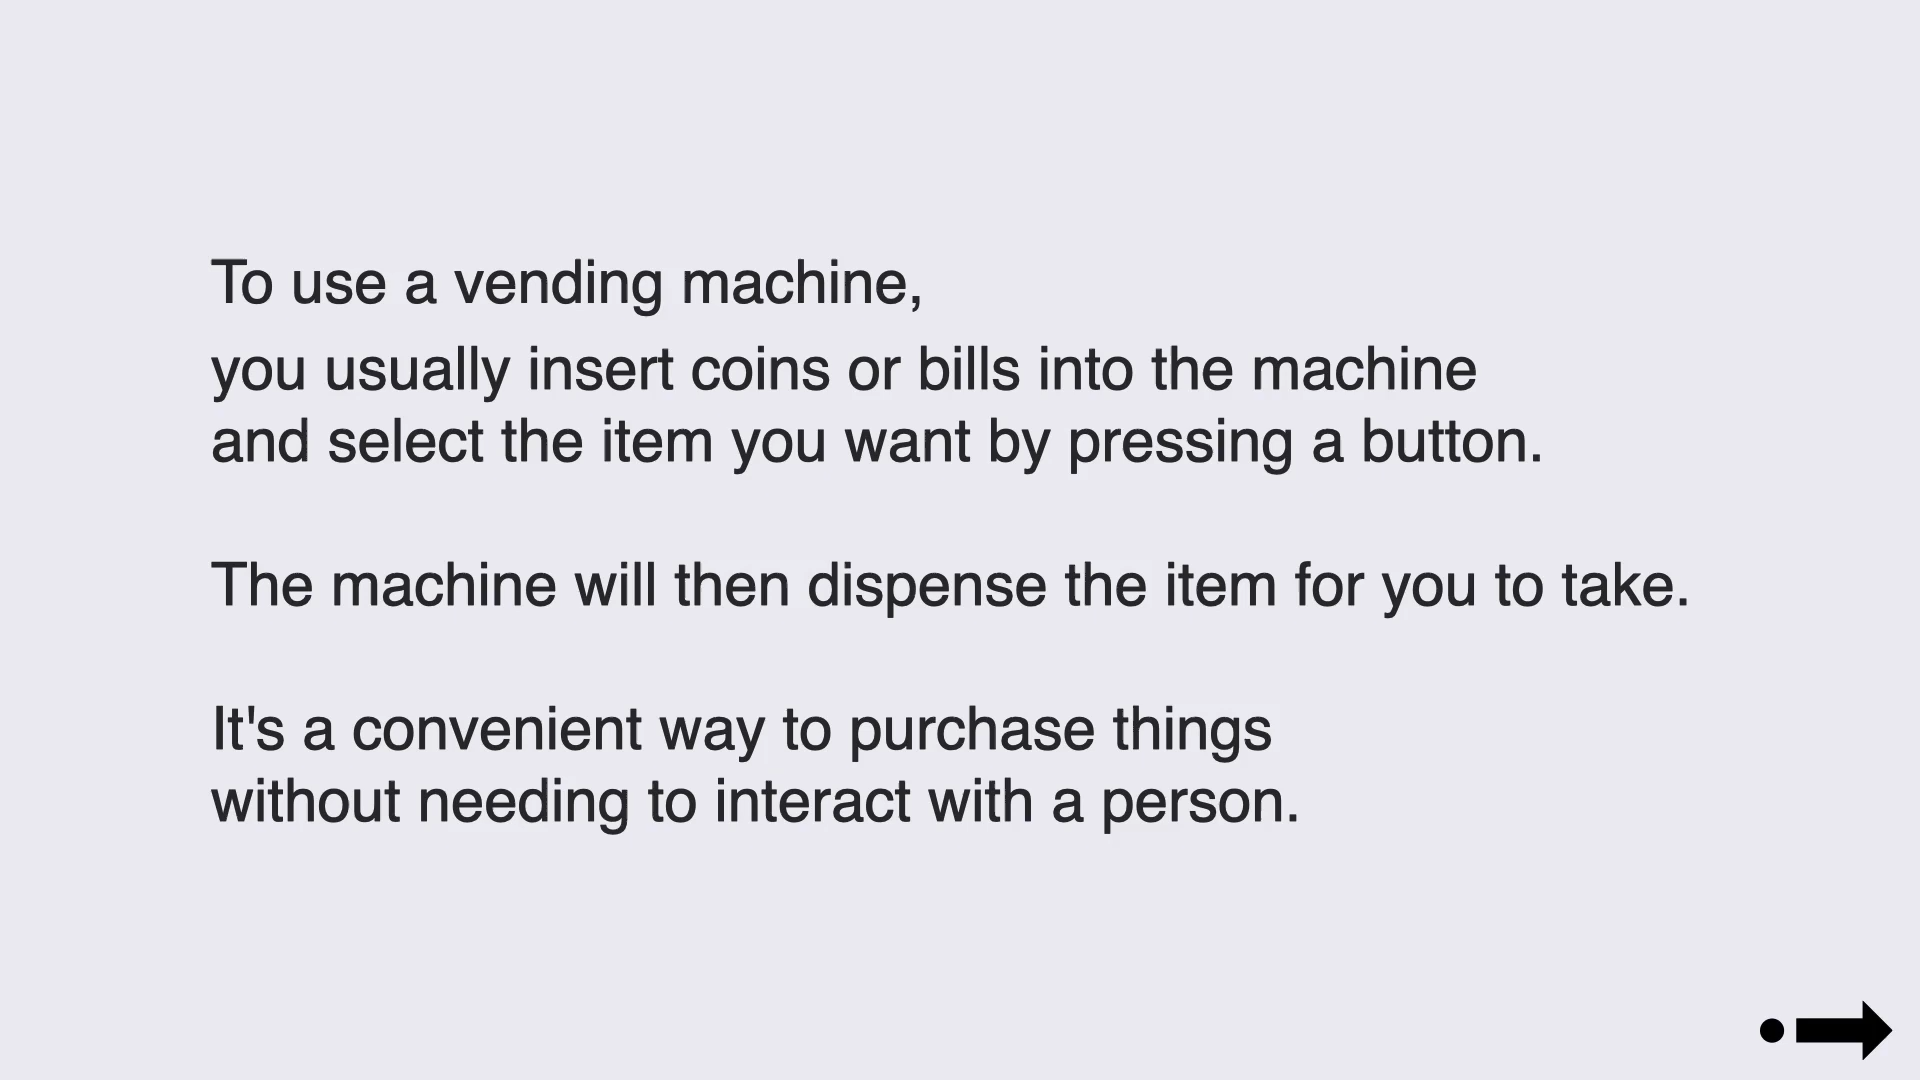 To use a vending machine,
you usually insert coins or bills into the machine
and select the item you want by pressing a button.
The machine will then dispense the item for you to take.
It's a convenient way to purchase things
without needing to interact with a person.